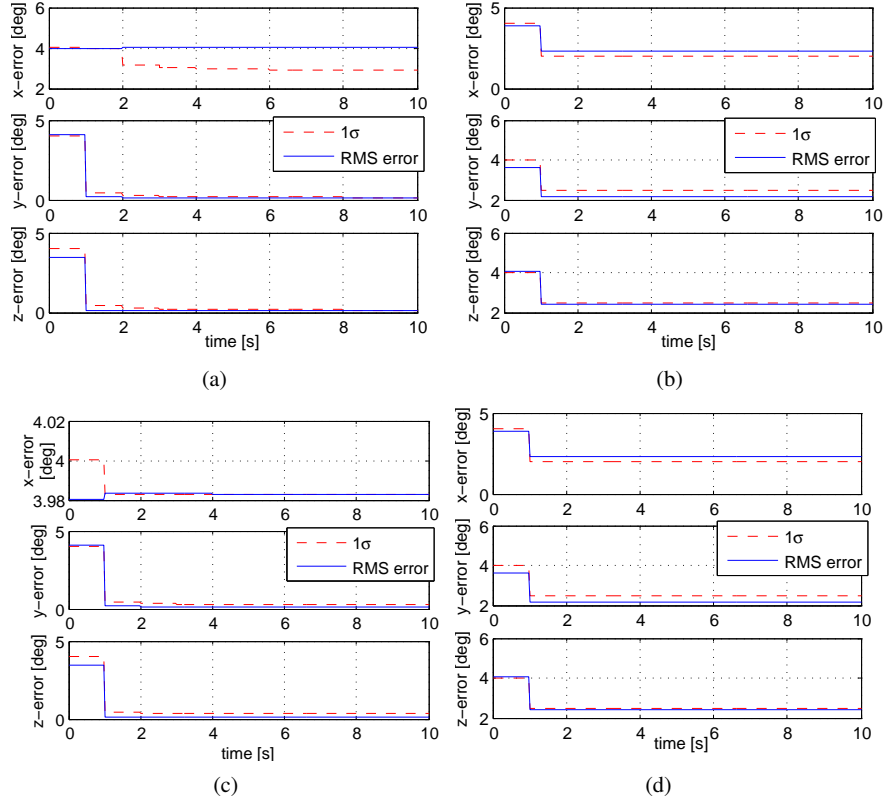 x−error [deg]
4
6
2
0 2 4 6 8 10
y−error [deg]
5
0
0 2 4 6 8 10
1σ
RMS error
z−error [deg]
5
0
0 2 4 6 8 10
time [s]
(a)
x−error [deg]
5
0
0 2 4 6 8 10
y−error [deg]
6
4
2
0 2 4 6 8 10
1σ
RMS error
z−error [deg]
6
4
2
0 2 4 6 8 10
time [s]
(b)
x−error
[deg]
4.02
4
3.98
0 2 4 6 8 10
y−error [deg]
5
0
0 2 4 6 8 10
1σ
RMS error
z−error [deg]
5
0
0 2 4 6 8 10
time [s]
(c)
x−error [deg]
5
0
0 2 4 6 8 10
y−error [deg]
6
4
2
0 2 4 6 8 10
1σ
RMS error
z−error [deg]
6
4
2
0 2 4 6 8 10
time [s]
(d)